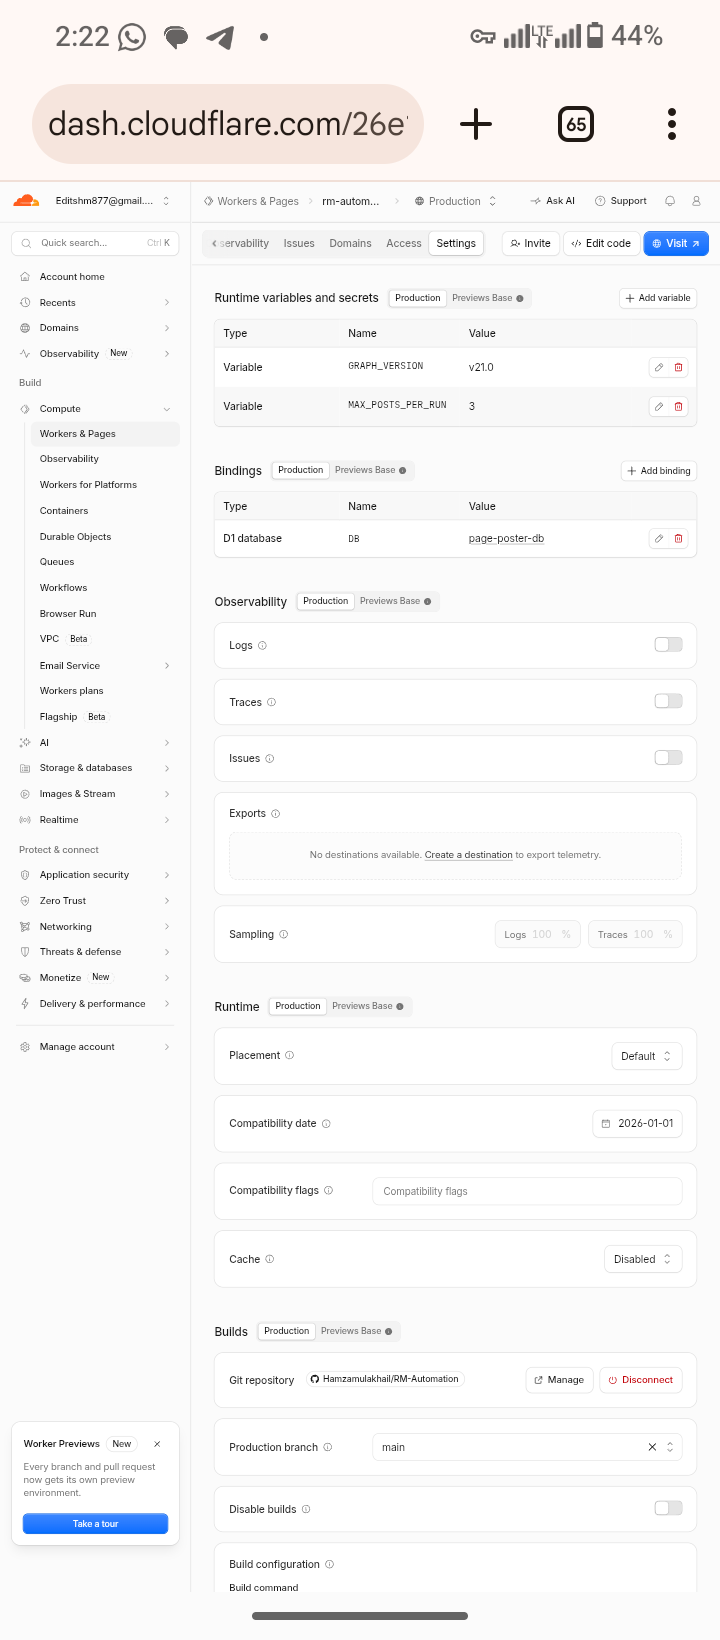 2:22
LTE
44%
dash.cloudflare.com/26e
65
Editshm877@gmail....
Workers & Pages
rm-autom...
Production
Ask AI
Support
Quick search...
Ctrl K
servability
Issues
Domains
Access
Settings
Invite
Edit code
Visit
Account home
Recents
Domains
Observability New
Build
Compute
Workers & Pages
Observability
Workers for Platforms
Containers
Durable Objects
Queues
Workflows
Browser Run
VPC Beta
Email Service
Workers plans
Flagship Beta
AI
Storage & databases
Images & Stream
Realtime
Protect & connect
Application security
Zero Trust
Networking
Threats & defense
Monetize New
Delivery & performance
Manage account
Worker Previews New
Every branch and pull request
now gets its own preview
environment.
Take a tour
Runtime variables and secrets Production Previews Base
Add variable
Type Name Value
Variable GRAPH_VERSION v21.0
Variable MAX_POSTS_PER_RUN 3
Bindings Production Previews Base
Add binding
Type Name Value
D1 database DB page-poster-db
Observability Production Previews Base
Logs
Traces
Issues
Exports
No destinations available. Create a destination to export telemetry.
Sampling Logs 100 % Traces 100 %
Runtime Production Previews Base
Placement Default
Compatibility date 2026-01-01
Compatibility flags Compatibility flags
Cache Disabled
Builds Production Previews Base
Git repository Hamzamulakhail/RM-Automation Manage Disconnect
Production branch main
Disable builds
Build configuration
Build command